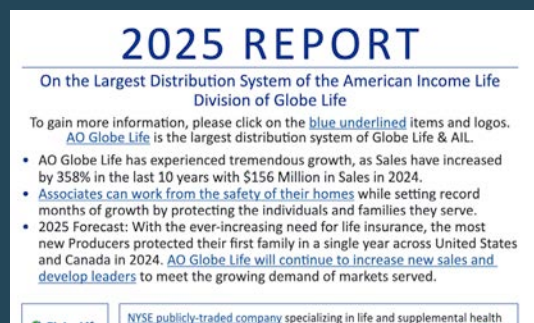 2025 REPORT
On the Largest Distribution System of the American Income Life
Division of Globe Life
To gain more information, please click on the blue underlined items and logos.
AO Globe Life is the largest distribution system of Globe Life & AIL.
• AO Globe Life has experienced tremendous growth, as Sales have increased
by 358% in the last 10 years with $156 Million in Sales in 2024.
• Associates can work from the safety of their homes while setting record
months of growth by protecting the individuals and families they serve.
• 2025 Forecast: With the ever-increasing need for life insurance, the most
new Producers protected their first family in a single year across United States
and Canada in 2024. AO Globe Life will continue to increase new sales and
develop leaders to meet the growing demand of markets served.
NYSE publicly-traded company specializing in life and supplemental health